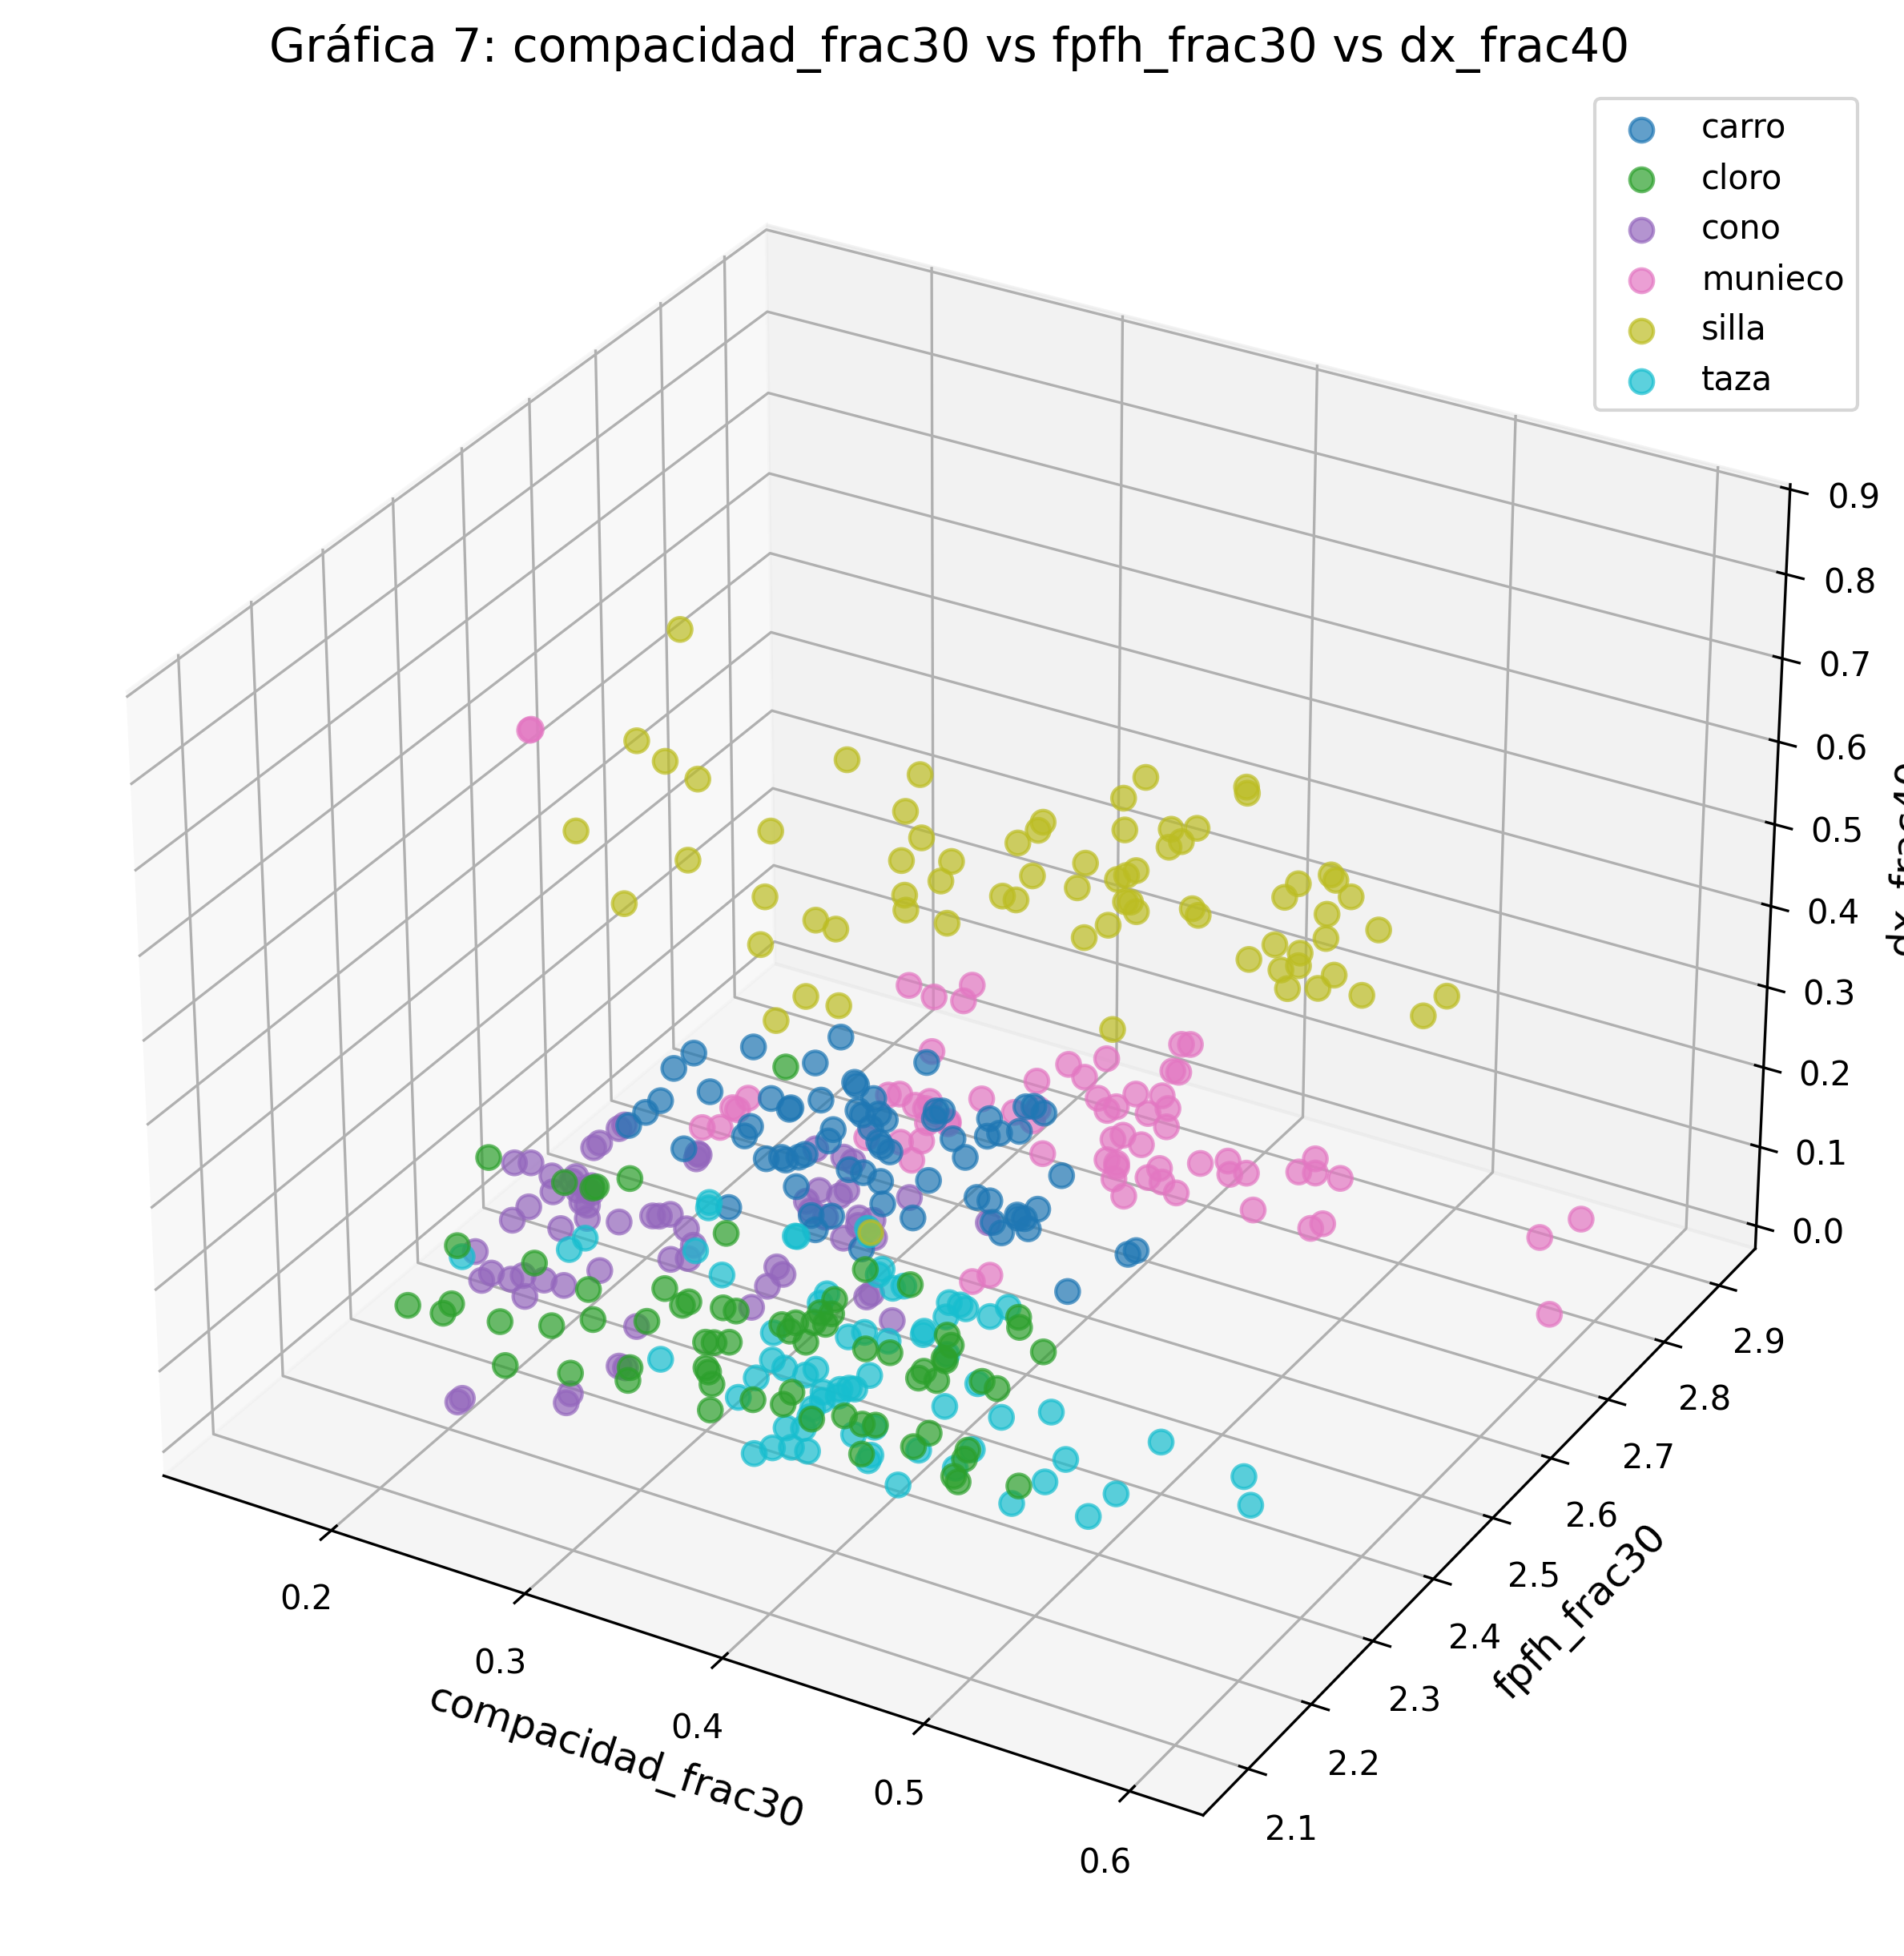 Gráfica 7: compacidad_frac30 vs fpfh_frac30 vs dx_frac40
carro
cloro
cono
munieco
silla
taza
0.9
0.8
0.7
0.6
0.5
0.4
0.3
0.2
0.1
0.0
dx_frac40
2.9
2.8
2.7
2.6
2.5
2.4
2.3
2.2
2.1
fpfh_frac30
0.2
0.3
0.4
0.5
0.6
compacidad_frac30